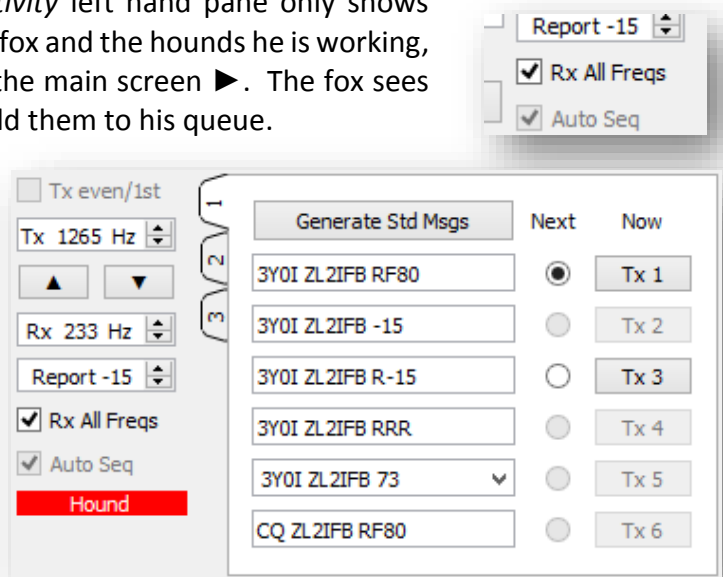 tivity left hand pane only shows
fox and the hounds he is working,
the main screen ►. The fox sees
ld them to his queue.
Report -15
Rx All Freqs
Auto Seq
Tx even/1st
Tx 1265 Hz
▲ ▼
Rx 233 Hz
Report -15
Rx All Freqs
Auto Seq
Hound
1
2
3
Generate Std Msgs Next Now
3Y0I ZL2IFB RF80 Tx 1
3Y0I ZL2IFB -15 Tx 2
3Y0I ZL2IFB R-15 Tx 3
3Y0I ZL2IFB RRR Tx 4
3Y0I ZL2IFB 73 Tx 5
CQ ZL2IFB RF80 Tx 6